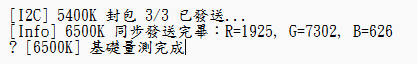 [I2C] 5400K 封包 3/3 已發送...
[Info] 6500K 同步發送完畢：R=1925, G=7302, B=626
? [6500K] 基礎量測完成